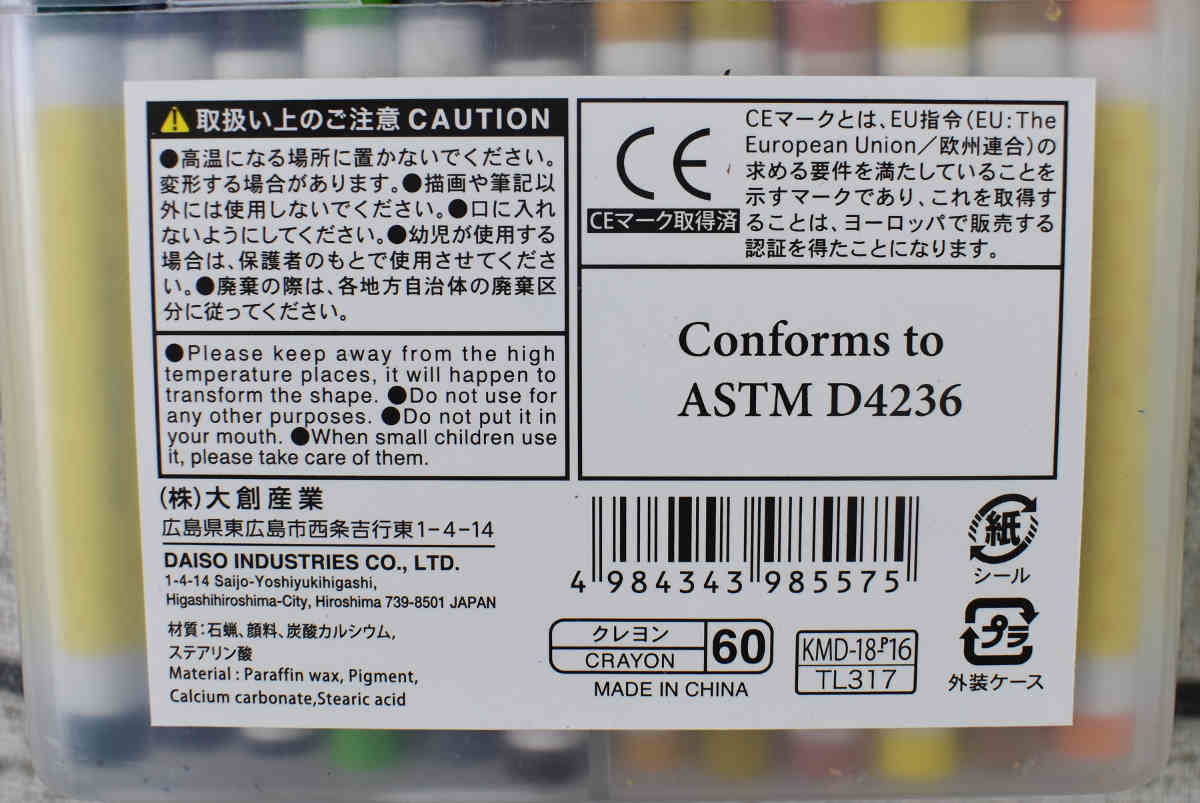 取扱い上のご注意 CAUTION
●高温になる場所に置かないでください。
変形する場合があります。●描画や筆記以
外には使用しないでください。●口に入れ
ないようにしてください。●幼児が使用する
場合は、保護者のもとで使用させてくださ
い。●廃棄の際は、各地方自治体の廃棄区
分に従ってください。
●Please keep away from the high
temperature places, it will happen to
transform the shape. ●Do not use for
any other purposes. ●Do not put it in
your mouth. ●When small children use
it, please take care of them.
CE
CEマーク取得済
CEマークとは、EU指令(EU:The
European Union/欧州連合)の
求める要件を満たしていることを
示すマークであり、これを取得す
ることは、ヨーロッパで販売する
認証を得たことになります。
Conforms to
ASTM D4236
(株)大創産業
広島県東広島市西条吉行東1-4-14
DAISO INDUSTRIES CO., LTD.
1-4-14 Saijo-Yoshiyukihigashi,
Higashihiroshima-City, Hiroshima 739-8501 JAPAN
材質:石蝋、顔料、炭酸カルシウム、
ステアリン酸
Material : Paraffin wax, Pigment,
Calcium carbonate,Stearic acid
4 984343 985575
クレヨン
CRAYON
60
MADE IN CHINA
KMD-18-P16
TL317
紙
シール
プラ
外装ケース